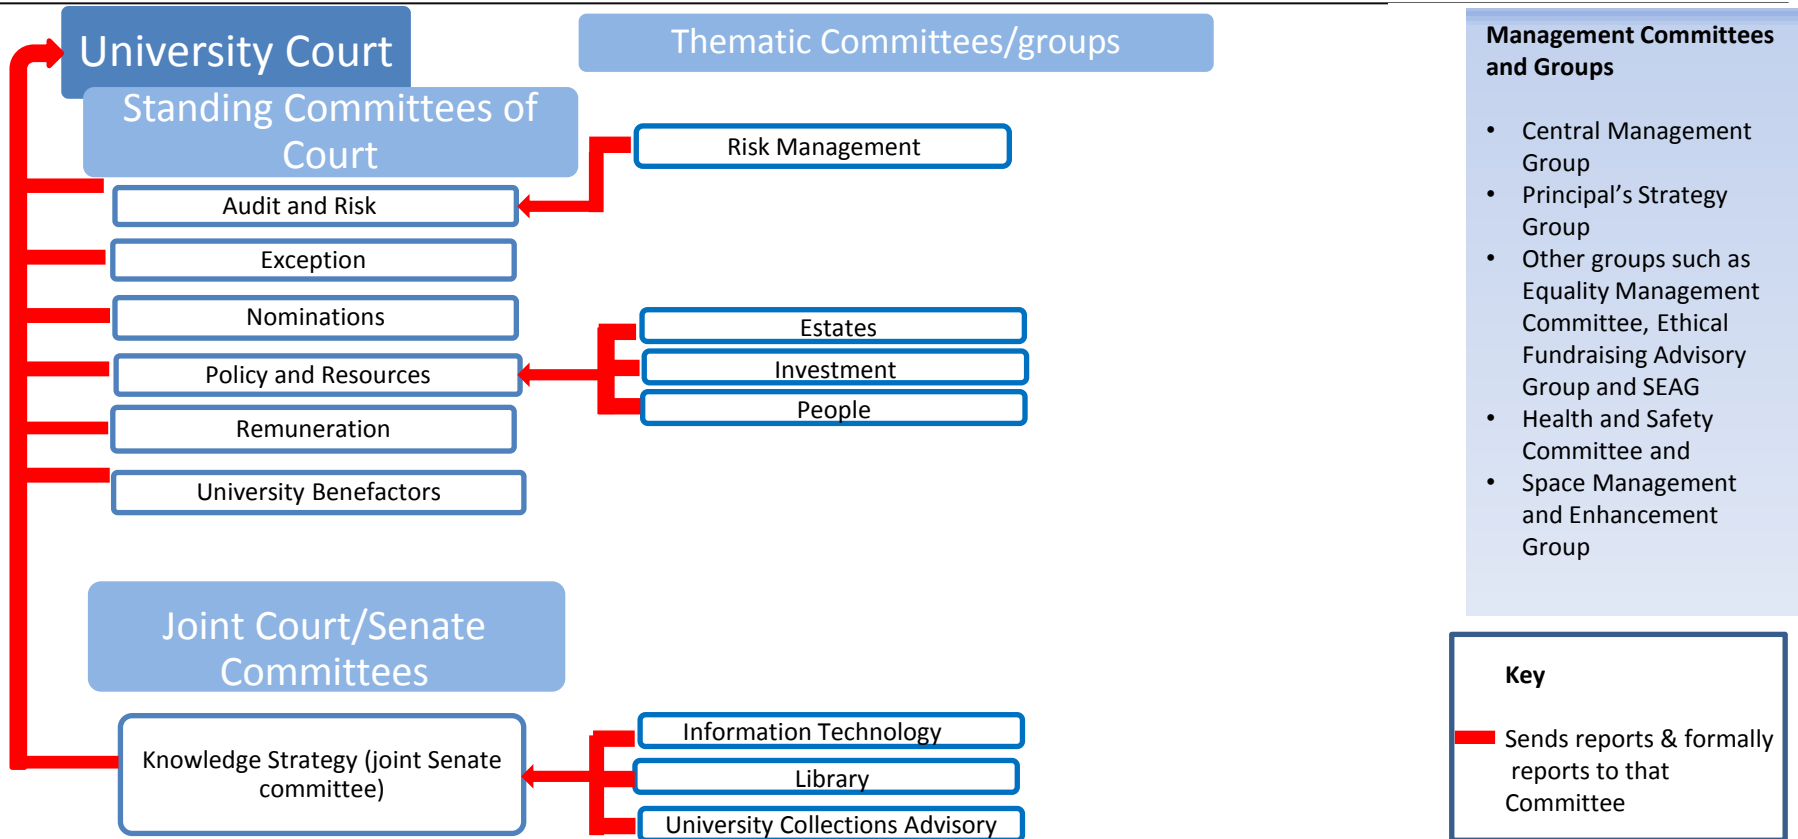 University Court
Thematic Committees/groups
Standing Committees of
Court
Risk Management
Audit and Risk
Exception
Nominations
Policy and Resources
Remuneration
University Benefactors
Estates
Investment
People
Joint Court/Senate
Committees
Knowledge Strategy (joint Senate
committee)
Information Technology
Library
University Collections Advisory
Management Committees
and Groups
• Central Management
Group
• Principal’s Strategy
Group
• Other groups such as
Equality Management
Committee, Ethical
Fundraising Advisory
Group and SEAG
• Health and Safety
Committee and
• Space Management
and Enhancement
Group
Key
Sends reports & formally
reports to that
Committee